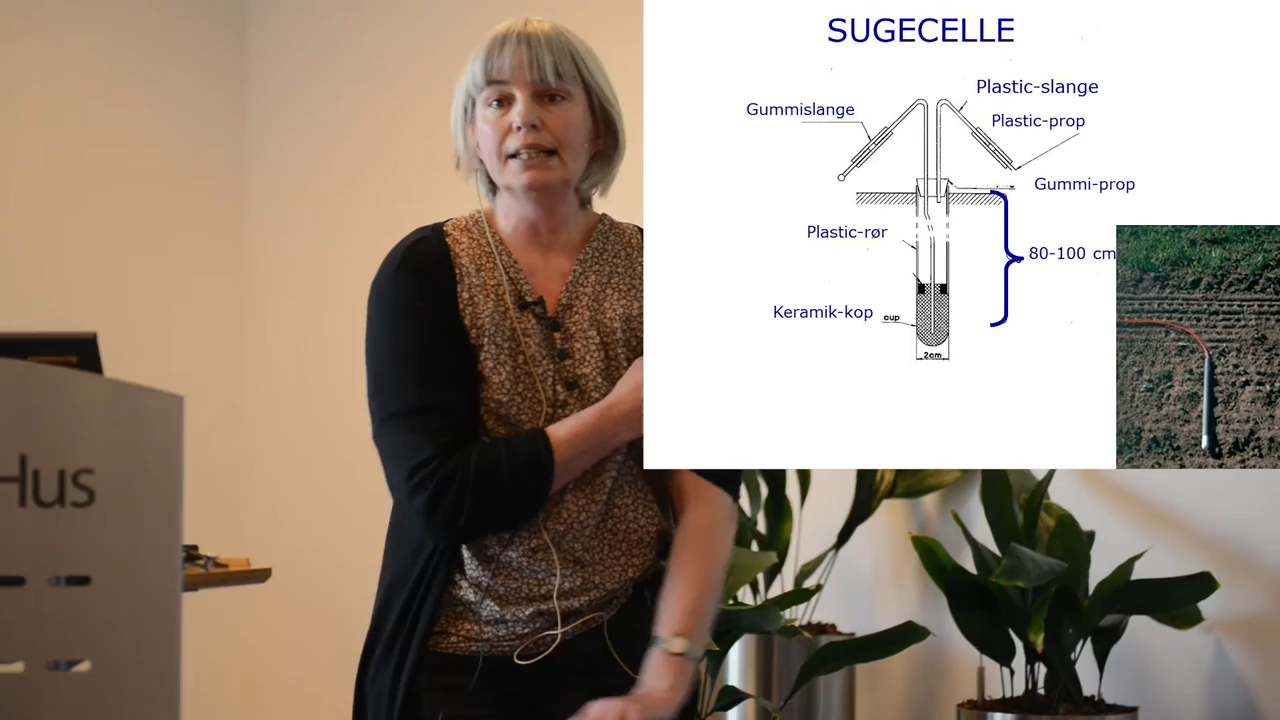 SUGECELLE
Plastic-slange
Gummislange
Plastic-prop
Gummi-prop
Plastic-rør
80-100 cm
Keramik-kop
cup
2cm
Hus